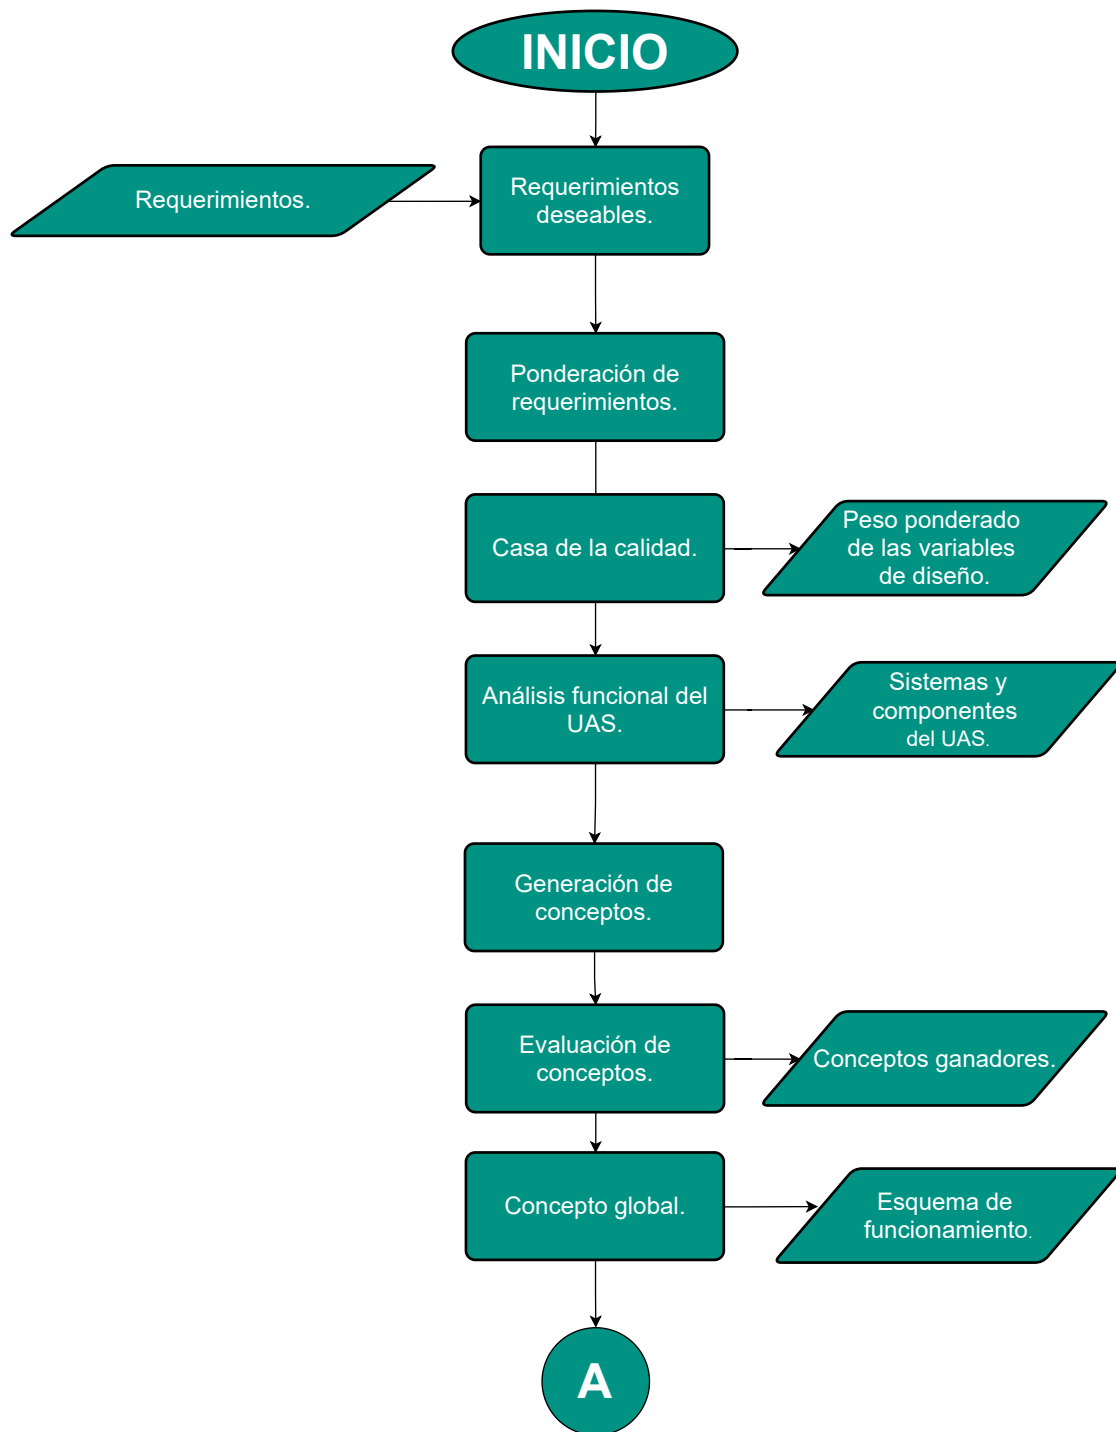 INICIO
Requerimientos.
Requerimientos
deseables.
Ponderación de
requerimientos.
Casa de la calidad.
Peso ponderado
de las variables
de diseño.
Análisis funcional del
UAS.
Sistemas y
componentes
del UAS.
Generación de
conceptos.
Evaluación de
conceptos.
Conceptos ganadores.
Concepto global.
Esquema de
funcionamiento.
A